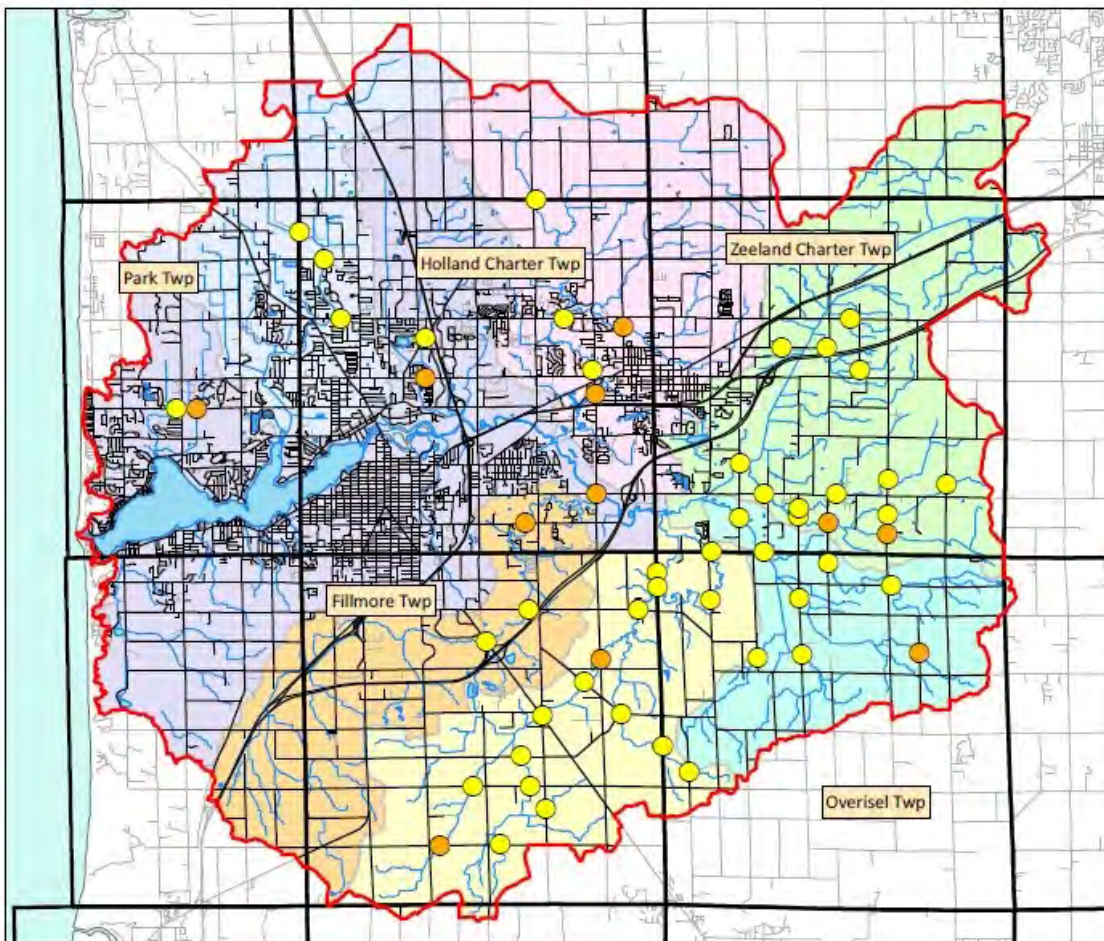 Zeeland Charter Twp
Holland Charter Twp
Park Twp
Fillmore Twp
Overisel Twp